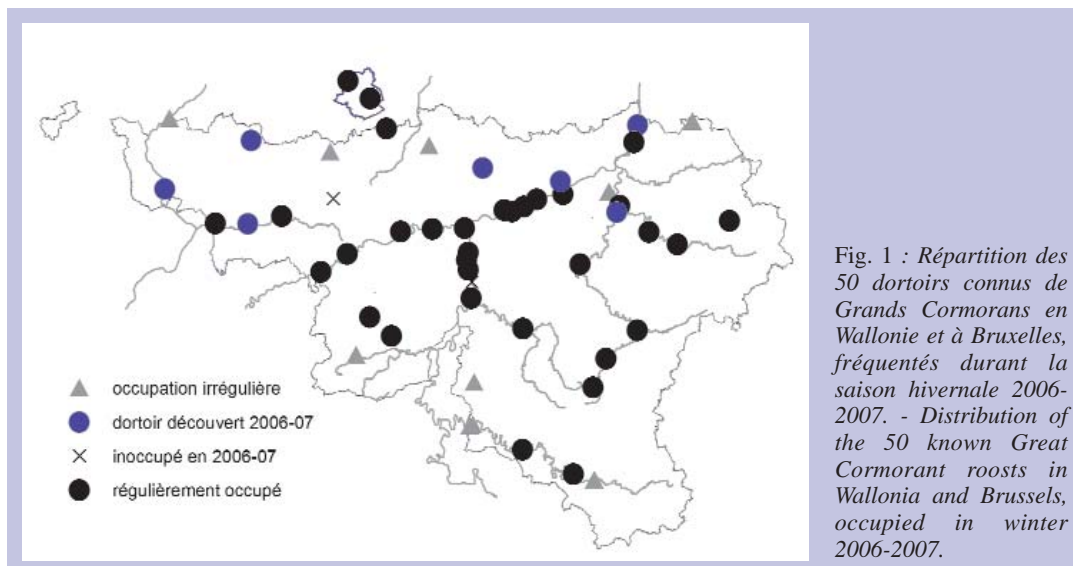 occupation irrégulière
dortoir découvert 2006-07
inoccupé en 2006-07
régulièrement occupé
Fig. 1 : Répartition des
50 dortoirs connus de
Grands Cormorans en
Wallonie et à Bruxelles,
fréquentés durant la
saison hivernale 2006-
2007. - Distribution of
the 50 known Great
Cormorant roosts in
Wallonia and Brussels,
occupied in winter
2006-2007.